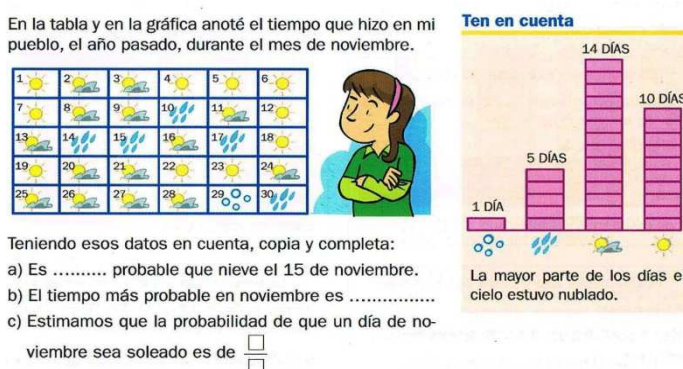 En la tabla y en la gráfica anoté el tiempo que hizo en mi
pueblo, el año pasado, durante el mes de noviembre.
1 2 3 4 5 6
7 8 9 10 11 12
13 14 15 16 17 18
19 20 21 22 23 24
25 26 27 28 29 30
Teniendo esos datos en cuenta, copia y completa:
a) Es .......... probable que nieve el 15 de noviembre.
b) El tiempo más probable en noviembre es ................
c) Estimamos que la probabilidad de que un día de no-
viembre sea soleado es de □/□
Ten en cuenta
14 DÍAS
10 DÍAS
5 DÍAS
1 DÍA
La mayor parte de los días e
cielo estuvo nublado.